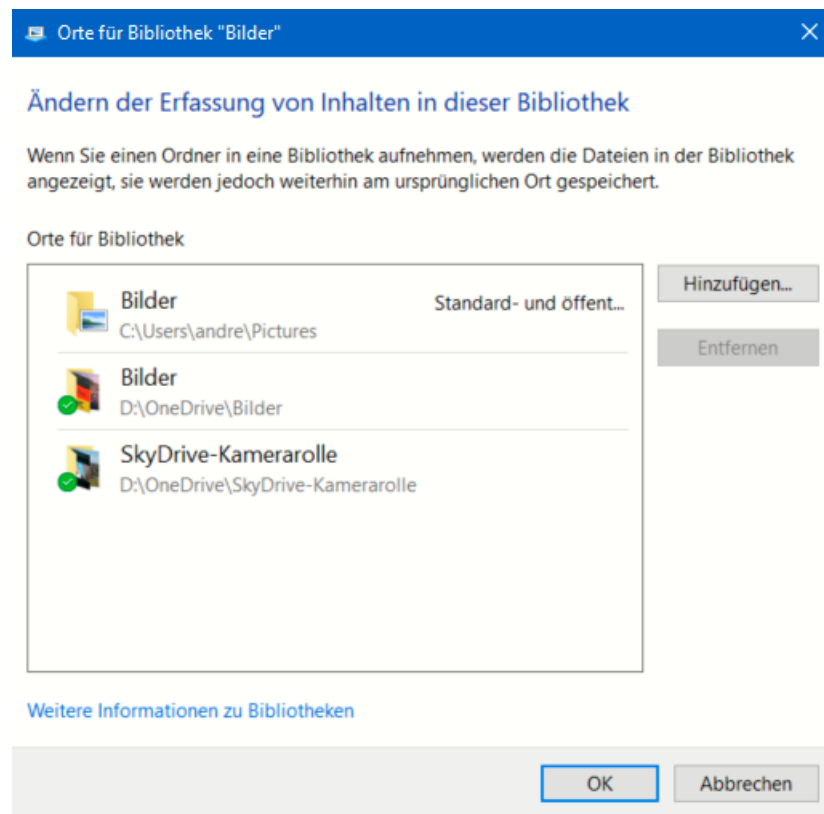 Orte für Bibliothek "Bilder"
Ändern der Erfassung von Inhalten in dieser Bibliothek
Wenn Sie einen Ordner in eine Bibliothek aufnehmen, werden die Dateien in der Bibliothek
angezeigt, sie werden jedoch weiterhin am ursprünglichen Ort gespeichert.
Orte für Bibliothek
Bilder Standard- und öffent...
C:\Users\andre\Pictures
Bilder
D:\OneDrive\Bilder
SkyDrive-Kamerarolle
D:\OneDrive\SkyDrive-Kamerarolle
Hinzufügen...
Entfernen
Weitere Informationen zu Bibliotheken
OK Abbrechen